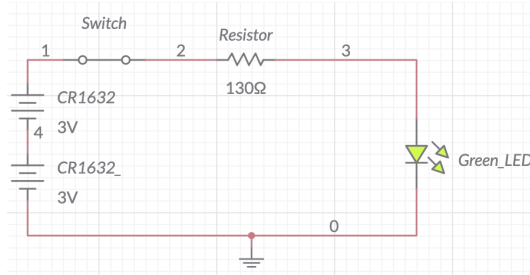 Switch
Resistor
1
2
3
130Ω
CR1632
3V
4
CR1632_
3V
Green_LED
0